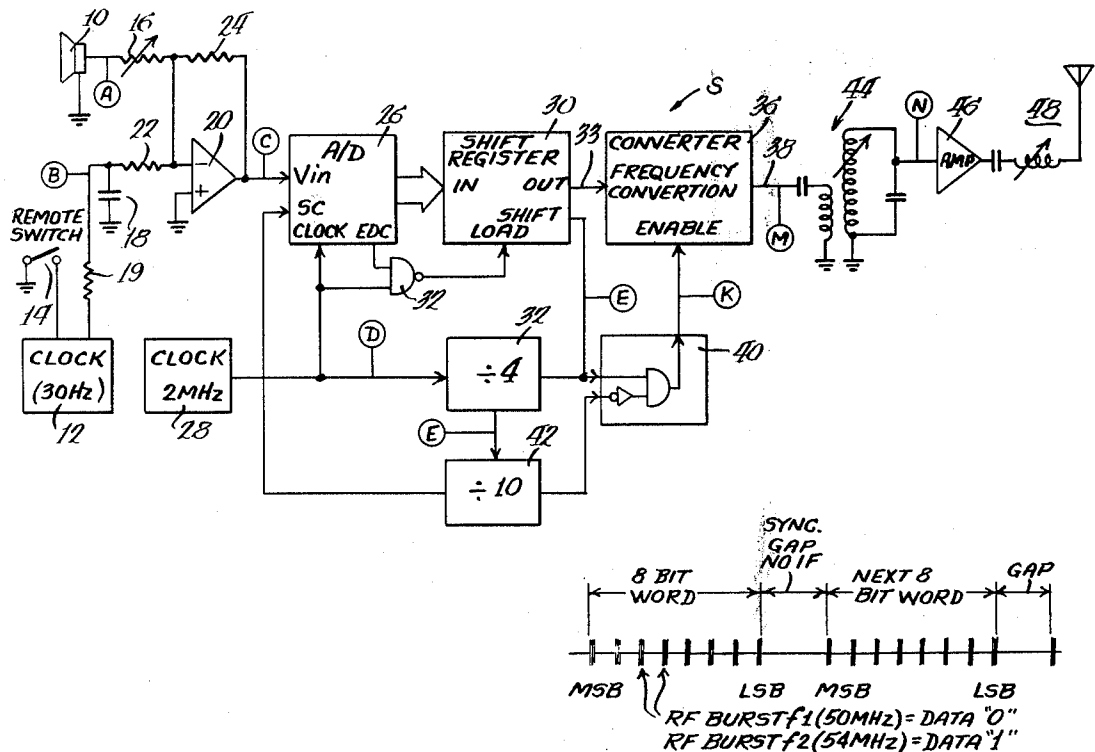 10
16
24
A
20
22
B
C
18
REMOTE
SWITCH
19
14
CLOCK
(30HZ)
12
CLOCK
2MHZ
28
26
A/D
Vin
SC
CLOCK EDC
32
30
SHIFT
REGISTER
IN OUT
SHIFT
LOAD
33
S
36
CONVERTER
FREQUENCY
CONVERTION
ENABLE
38
M
44
N
46
AMP
48
D
32
÷4
E
K
40
E
42
÷10
8 BIT
WORD
SYNC.
GAP
NO IF
NEXT 8
BIT WORD
GAP
MSB LSB MSB LSB
RF BURST f1 (50MHZ) = DATA "0"
RF BURST f2 (54MHZ) = DATA "1"